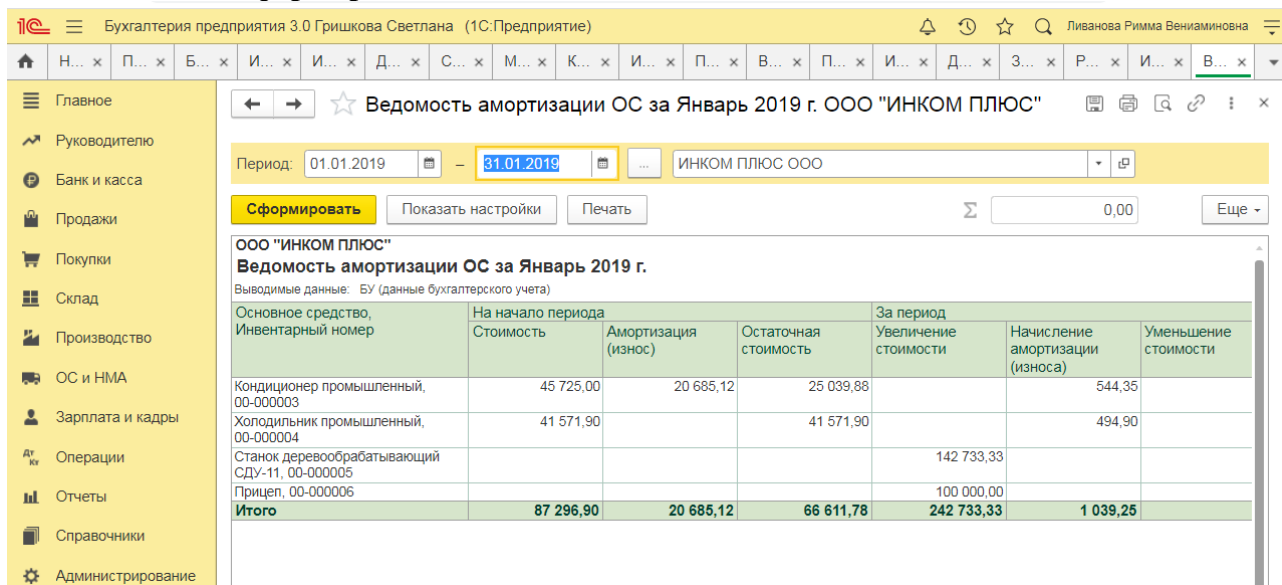 1С Бухгалтерия предприятия 3.0 Гришкова Светлана (1С:Предприятие) Ливанова Римма Вениаминовна
Н... × П... × Б... × И... × И... × Д... × С... × М... × К... × И... × П... × В... × П... × И... × Д... × З... × Р... × И... × В... ×
Главное
Руководителю
Банк и касса
Продажи
Покупки
Склад
Производство
ОС и НМА
Зарплата и кадры
Операции
Отчеты
Справочники
Администрирование
Ведомость амортизации ОС за Январь 2019 г. ООО "ИНКОМ ПЛЮС"
Период: 01.01.2019 – 31.01.2019 ... ИНКОМ ПЛЮС ООО
Сформировать Показать настройки Печать Σ 0,00 Еще
ООО "ИНКОМ ПЛЮС"
Ведомость амортизации ОС за Январь 2019 г.
Выводимые данные: БУ (данные бухгалтерского учета)
Основное средство, На начало периода За период
Инвентарный номер Стоимость Амортизация Остаточная Увеличение Начисление Уменьшение
(износ) стоимость стоимости амортизации стоимости
(износа)
Кондиционер промышленный, 45 725,00 20 685,12 25 039,88 544,35
00-000003
Холодильник промышленный, 41 571,90 41 571,90 494,90
00-000004
Станок деревообрабатывающий 142 733,33
СДУ-11, 00-000005
Прицеп, 00-000006 100 000,00
Итого 87 296,90 20 685,12 66 611,78 242 733,33 1 039,25